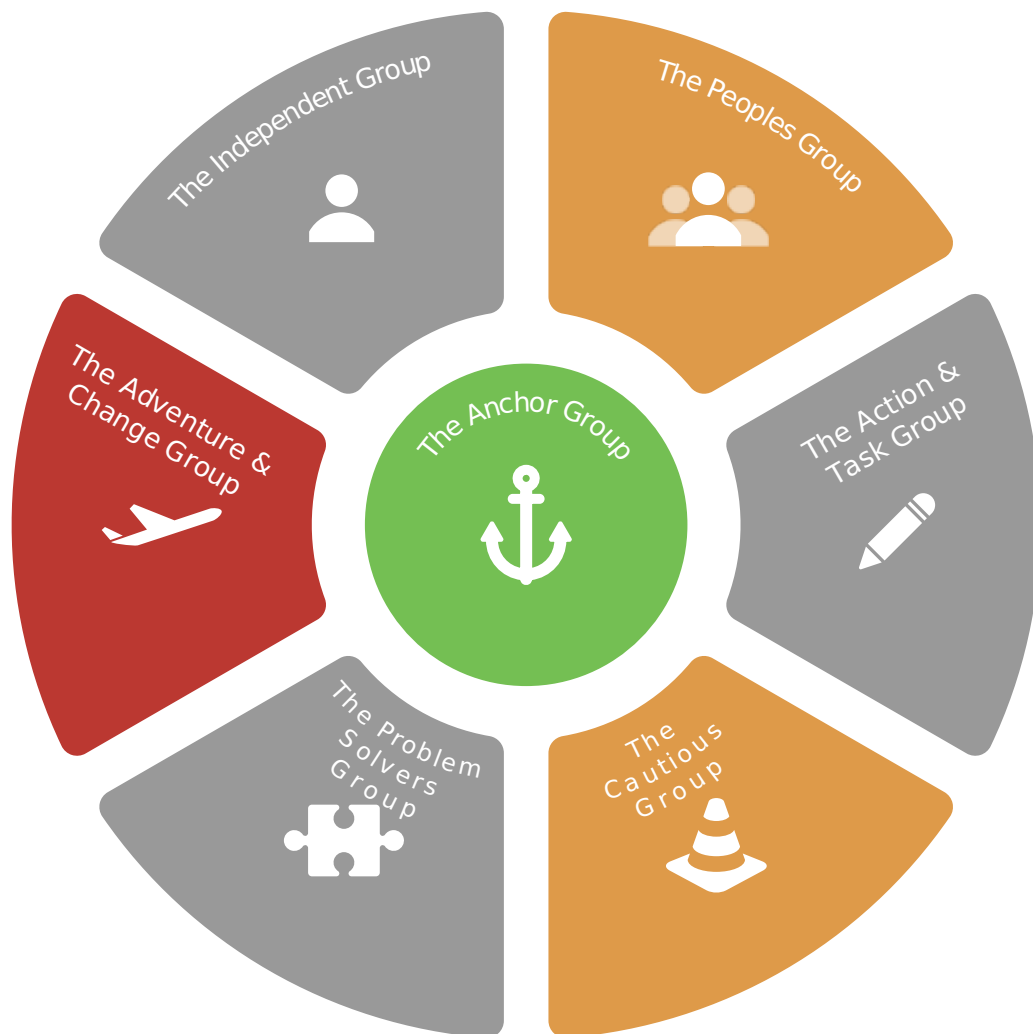 The Independent Group
The Peoples Group
The Adventure &
Change Group
The Anchor Group
The Action &
Task Group
The Problem
Solvers
Group
The
Cautious
Group